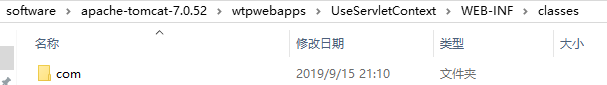 software > apache-tomcat-7.0.52 > wtpwebapps > UseServletContext > WEB-INF > classes
名称 修改日期 类型 大小
com 2019/9/15 21:10 文件夹